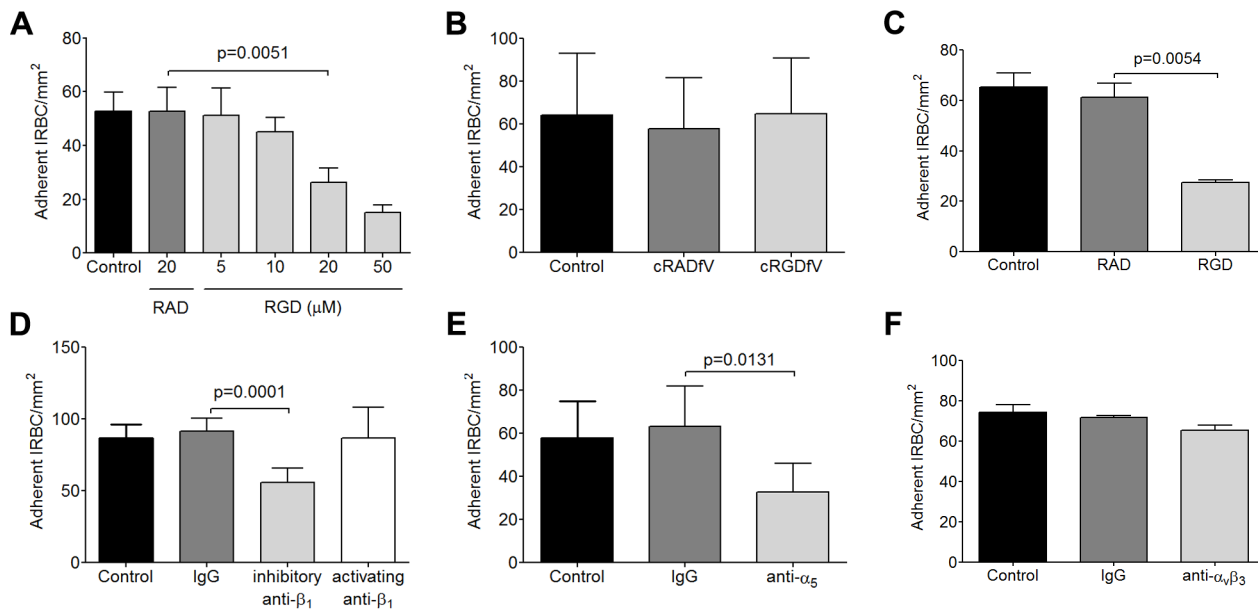 A
Adherent IRBC/mm²
80
60
40
20
0
p=0.0051
Control 20 5 10 20 50
RAD RGD (μM)
B
Adherent IRBC/mm²
100
80
60
40
20
0
Control cRADfV cRGDfV
C
Adherent IRBC/mm²
80
60
40
20
0
p=0.0054
Control RAD RGD
D
Adherent IRBC/mm²
150
100
50
0
p=0.0001
Control IgG inhibitory activating
anti-β₁ anti-β₁
E
Adherent IRBC/mm²
100
80
60
40
20
0
p=0.0131
Control IgG anti-α₅
F
Adherent IRBC/mm²
100
80
60
40
20
0
Control IgG anti-αᵥβ₃